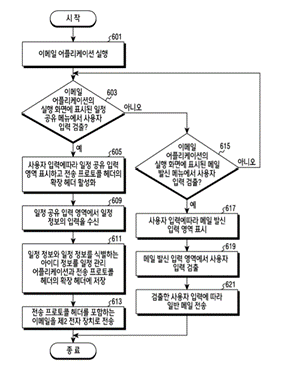 시 작
601
이메일 어플리케이션 실행
603
이메일
어플리케이션의
실행 화면에 표시된 일정
공유 메뉴에서 사용자
입력 검출?
아니오
예
615
이메일
어플리케이션의
실행 화면에 표시된 메일
발신 메뉴에서 사용자
입력 검출?
아니오
예
605
사용자 입력에따라 일정 공유 입력
영역 표시하고 전송 프로토콜 헤더의
확장 헤더 활성화
609
일정 공유 입력 영역에서 일정
정보의 입력을 수신
611
일정 정보와 일정 정보를 식별하는
아이디 정보를 일정 관리
어플리케이션과 전송 프로토콜
헤더의 확장 헤더에 저장
613
전송 프로토콜 헤더를 포함하는
이메일을 제2 전자 장치로 전송
617
사용자 입력에따라 메일 발신
입력 영역 표시
619
메일 발신 입력 영역에서 사용자
입력 검출
621
검출한 사용자 입력에 따라
일반 메일 전송
종료